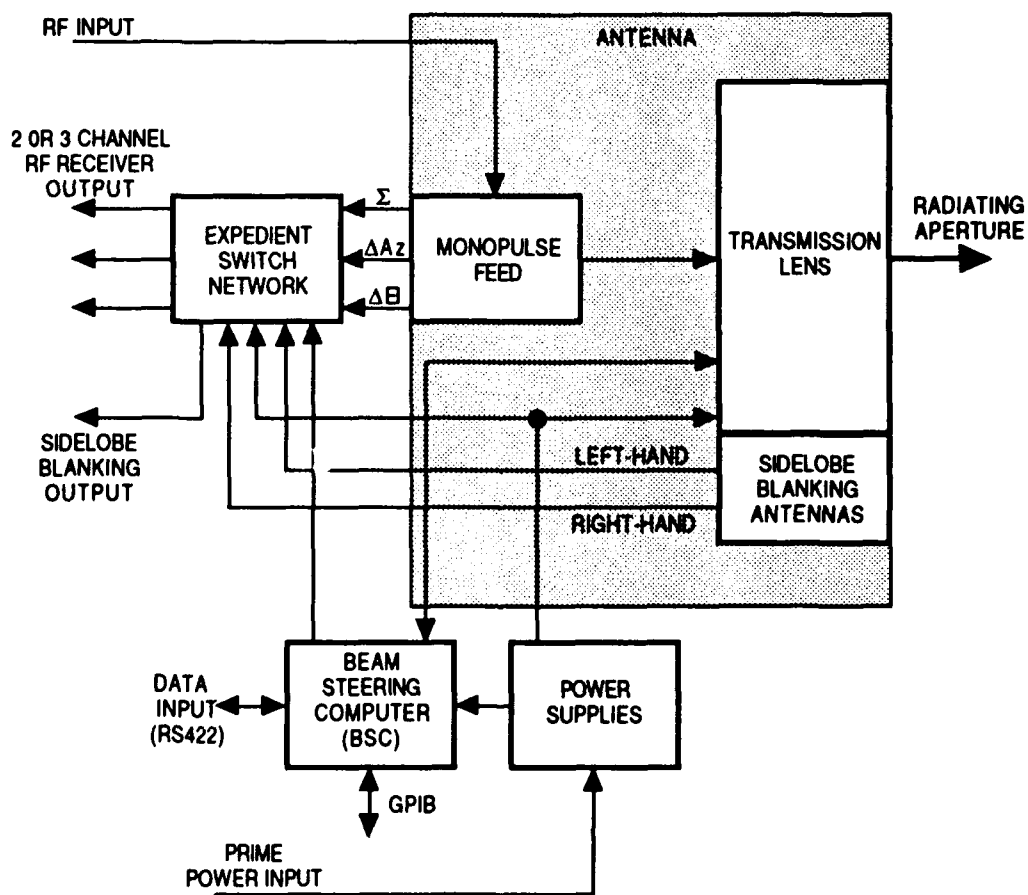 RF INPUT
ANTENNA
2 OR 3 CHANNEL
RF RECEIVER
OUTPUT
EXPEDIENT
SWITCH
NETWORK
Σ
ΔAz
ΔEl
MONOPULSE
FEED
TRANSMISSION
LENS
RADIATING
APERTURE
SIDELOBE
BLANKING
OUTPUT
LEFT-HAND
RIGHT-HAND
SIDELOBE
BLANKING
ANTENNAS
DATA
INPUT
(RS422)
BEAM
STEERING
COMPUTER
(BSC)
POWER
SUPPLIES
GPIB
PRIME
POWER INPUT